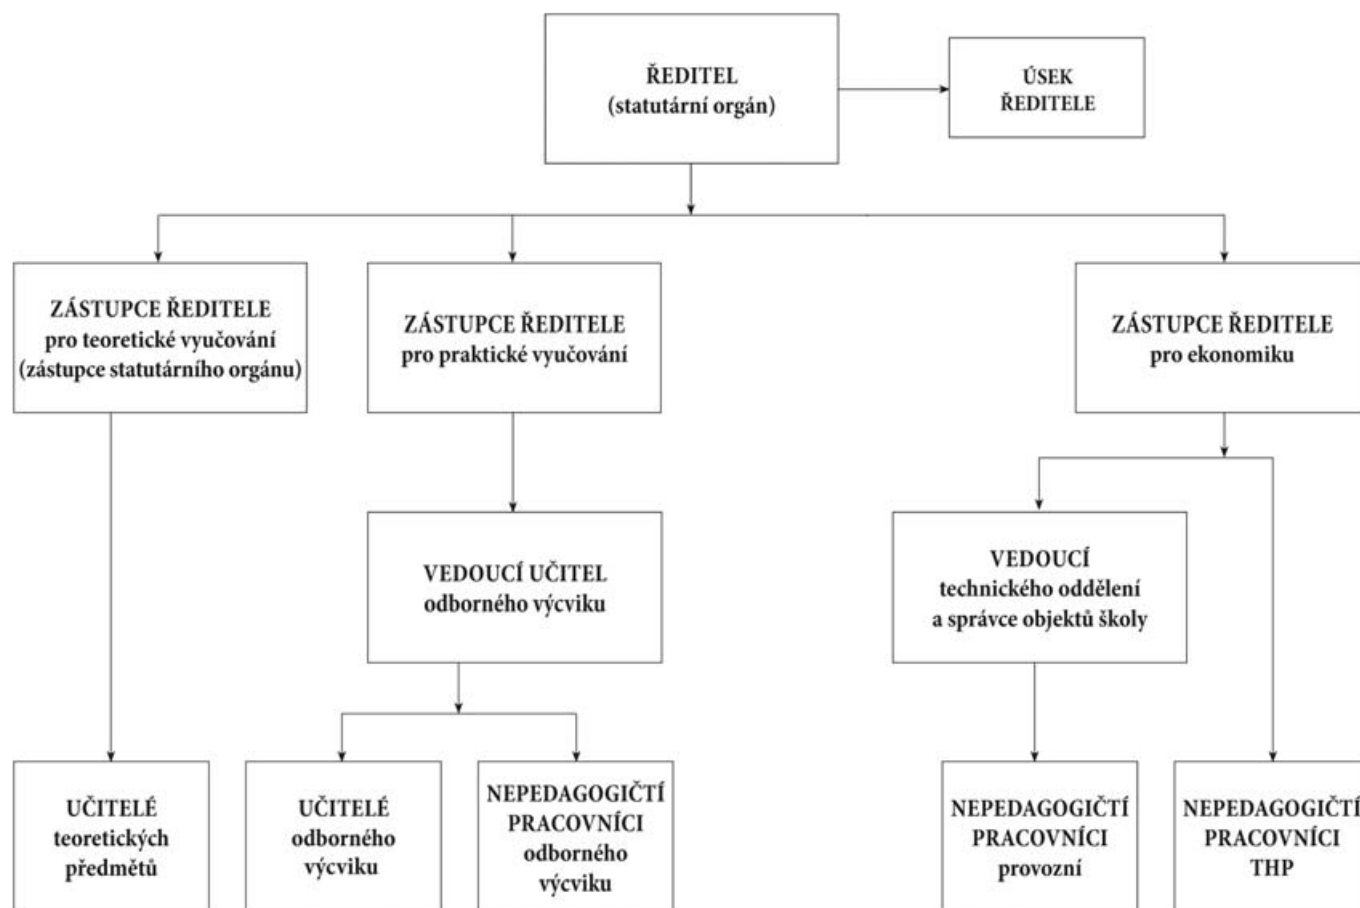 ŘEDITEL
(statutární orgán)
ÚSEK
ŘEDITELE
ZÁSTUPCE ŘEDITELE
pro teoretické vyučování
(zástupce statutárního orgánu)
ZÁSTUPCE ŘEDITELE
pro praktické vyučování
ZÁSTUPCE ŘEDITELE
pro ekonomiku
VEDOUCÍ UČITEL
odborného výcviku
VEDOUCÍ
technického oddělení
a správce objektů školy
UČITELÉ
teoretických
předmětů
UČITELÉ
odborného
výcviku
NEPEDAGOGIČTÍ
PRACOVNÍCI
odborného
výcviku
NEPEDAGOGIČTÍ
PRACOVNÍCI
provozní
NEPEDAGOGIČTÍ
PRACOVNÍCI
THP